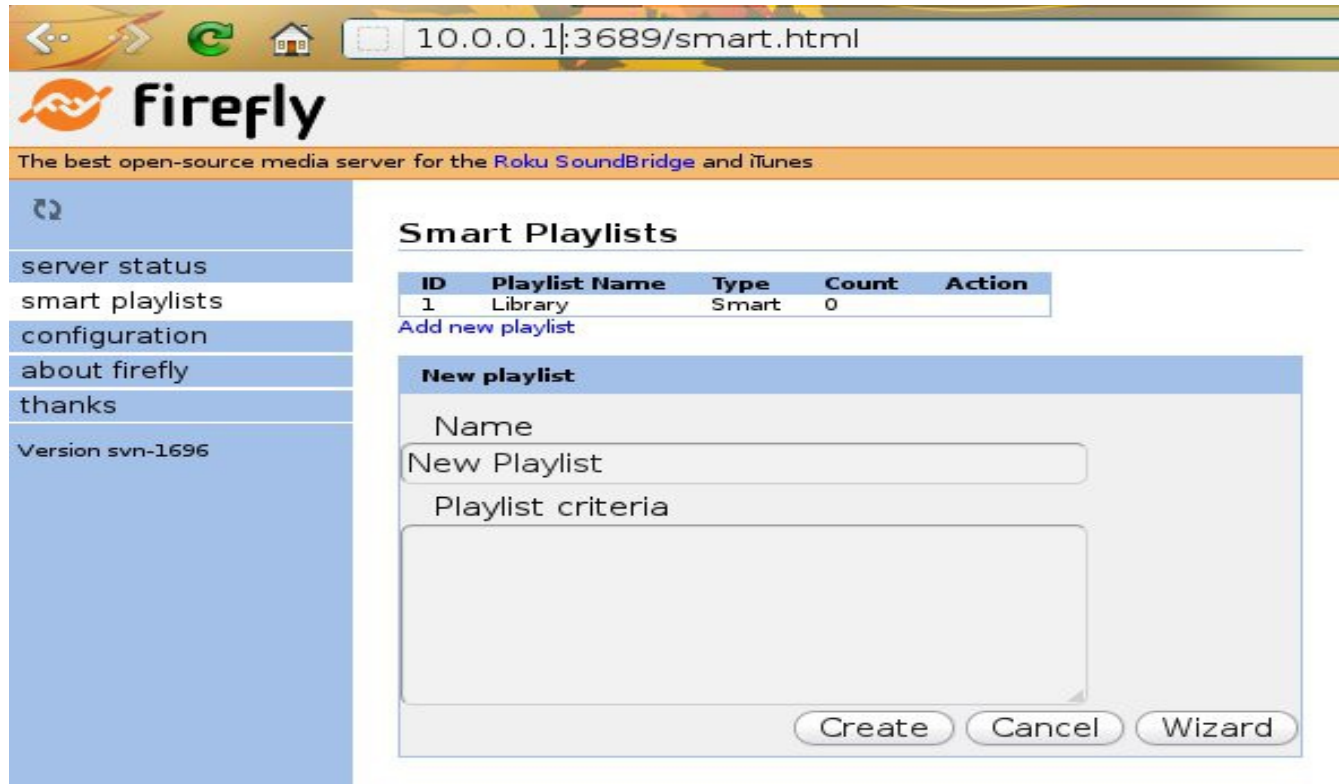 10.0.0.1:3689/smart.html
firefly
The best open-source media server for the Roku SoundBridge and iTunes
server status
smart playlists
configuration
about firefly
thanks
Version svn-1696
Smart Playlists
ID Playlist Name Type Count Action
1 Library Smart 0
Add new playlist
New playlist
Name
New Playlist
Playlist criteria
Create Cancel Wizard